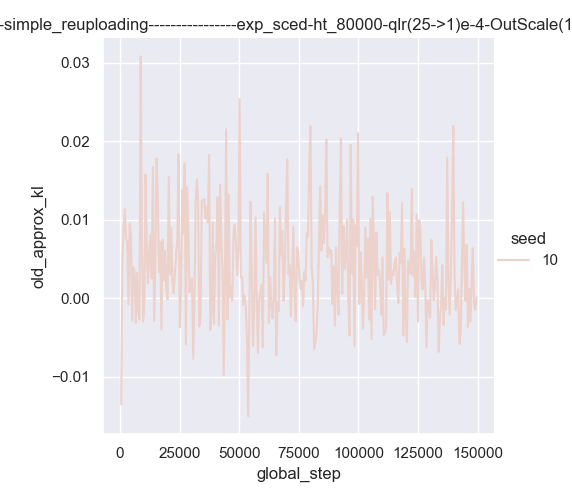 -simple_reuploading----------------exp_sced-ht_80000-qlr(25->1)e-4-OutScale(1
0.03
0.02
0.01
0.00
−0.01
old_approx_kl
0 25000 50000 75000 100000 125000 150000
global_step
seed
10